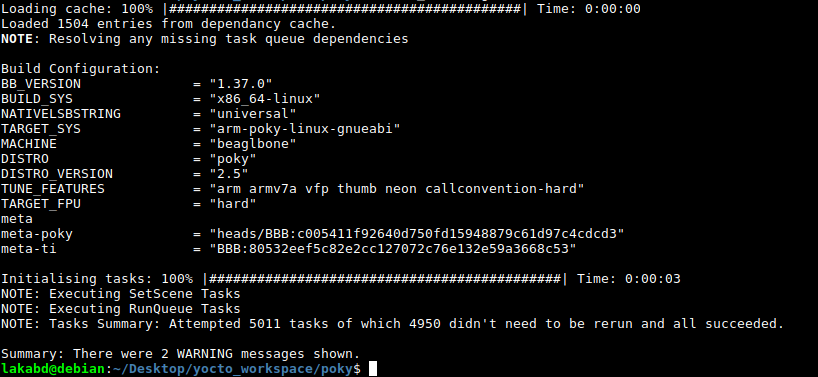 Loading cache: 100% |############################################| Time: 0:00:00
Loaded 1504 entries from dependancy cache.
NOTE: Resolving any missing task queue dependencies
Build Configuration:
BB_VERSION = "1.37.0"
BUILD_SYS = "x86_64-linux"
NATIVELSBSTRING = "universal"
TARGET_SYS = "arm-poky-linux-gnueabi"
MACHINE = "beaglbone"
DISTRO = "poky"
DISTRO_VERSION = "2.5"
TUNE_FEATURES = "arm armv7a vfp thumb neon callconvention-hard"
TARGET_FPU = "hard"
meta
meta-poky = "heads/BBB:c005411f92640d750fd15948879c61d97c4cdcd3"
meta-ti = "BBB:80532eef5c82e2cc127072c76e132e59a3668c53"
Initialising tasks: 100% |############################################| Time: 0:00:03
NOTE: Executing SetScene Tasks
NOTE: Executing RunQueue Tasks
NOTE: Tasks Summary: Attempted 5011 tasks of which 4950 didn't need to be rerun and all succeeded.
Summary: There were 2 WARNING messages shown.
lakabd@debian:~/Desktop/yocto_workspace/poky$